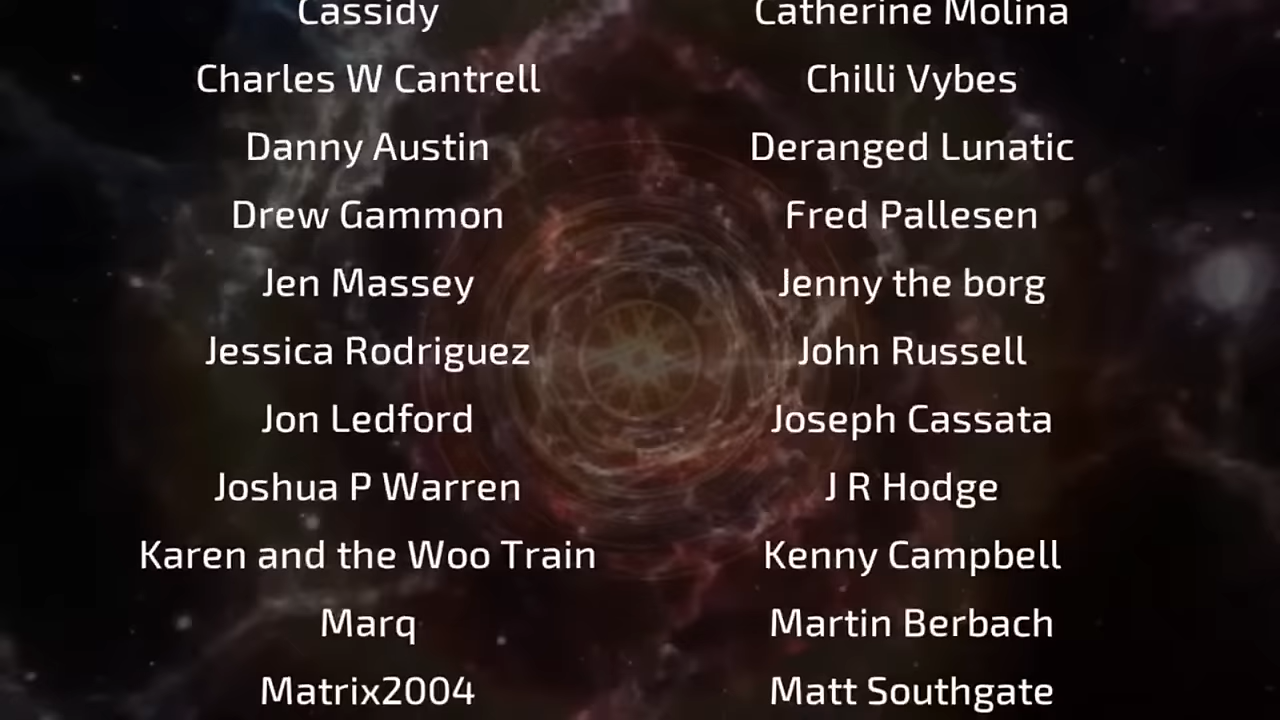 Cassidy Catherine Molina
Charles W Cantrell Chilli Vybes
Danny Austin Deranged Lunatic
Drew Gammon Fred Pallesen
Jen Massey Jenny the borg
Jessica Rodriguez John Russell
Jon Ledford Joseph Cassata
Joshua P Warren J R Hodge
Karen and the Woo Train Kenny Campbell
Marq Martin Berbach
Matrix2004 Matt Southgate